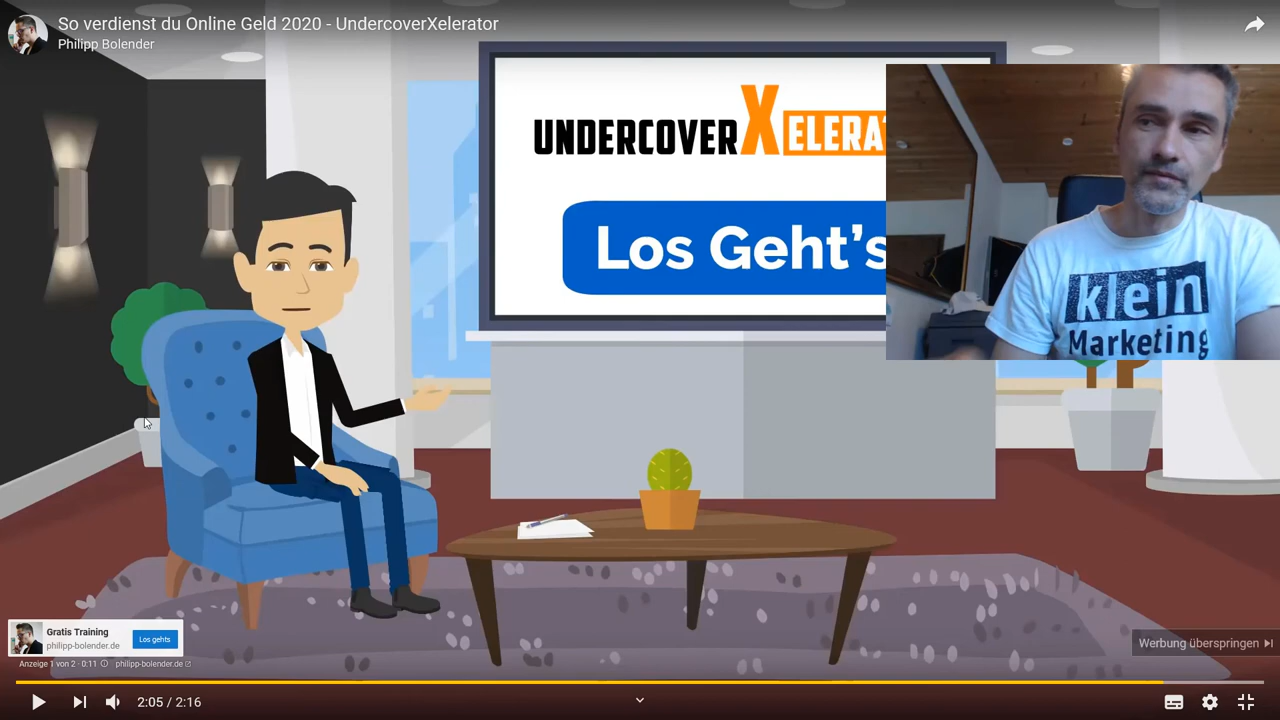 So verdienst du Online Geld 2020 - UndercoverXelerator
Philipp Bolender
UNDERCOVERXELERA
Los Geht's
klein
Marketing
Gratis Training
philipp-bolender.de
Los gehts
Anzeige 1 von 2 · 0:11
philipp-bolender.de
Werbung überspringen
2:05 / 2:16